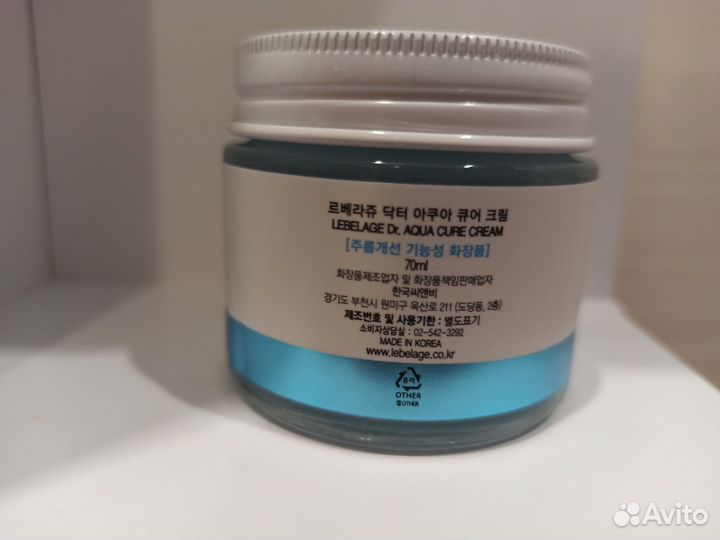 르베라쥬 닥터 아쿠아 큐어 크림
LEBELAGE Dr. AQUA CURE CREAM
[주름개선 기능성 화장품]
70ml
화장품제조업자 및 화장품책임판매업자
한국씨앤비
경기도 부천시 원미구 옥산로 211 (도당동, 2층)
제조번호 및 사용기한 : 별도표기
소비자상담실 : 02-542-3292
MADE IN KOREA
www.lebelage.co.kr
유리
OTHER
캡 OTHER
Avito